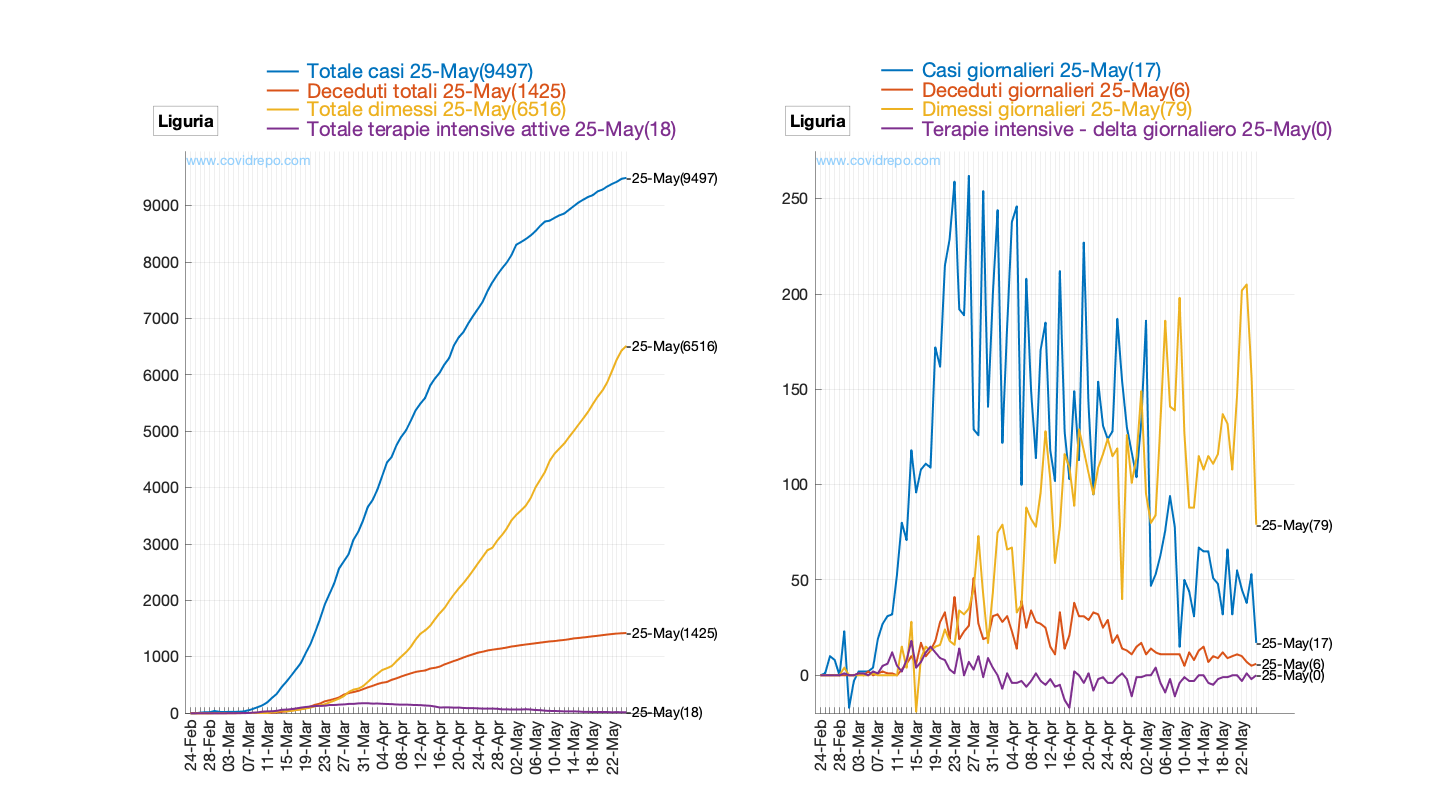 Totale casi 25-May(9497)
Deceduti totali 25-May(1425)
Totale dimessi 25-May(6516)
Totale terapie intensive attive 25-May(18)
Liguria
www.covidrepo.com
25-May(9497)
25-May(6516)
25-May(1425)
25-May(18)
9000
8000
7000
6000
5000
4000
3000
2000
1000
0
24-Feb
28-Feb
03-Mar
07-Mar
11-Mar
15-Mar
19-Mar
23-Mar
27-Mar
31-Mar
04-Apr
08-Apr
12-Apr
16-Apr
20-Apr
24-Apr
28-Apr
02-May
06-May
10-May
14-May
18-May
22-May
Casi giornalieri 25-May(17)
Deceduti giornalieri 25-May(6)
Dimessi giornalieri 25-May(79)
Terapie intensive - delta giornaliero 25-May(0)
Liguria
www.covidrepo.com
25-May(79)
25-May(17)
25-May(6)
25-May(0)
250
200
150
100
50
0
24-Feb
28-Feb
03-Mar
07-Mar
11-Mar
15-Mar
19-Mar
23-Mar
27-Mar
31-Mar
04-Apr
08-Apr
12-Apr
16-Apr
20-Apr
24-Apr
28-Apr
02-May
06-May
10-May
14-May
18-May
22-May